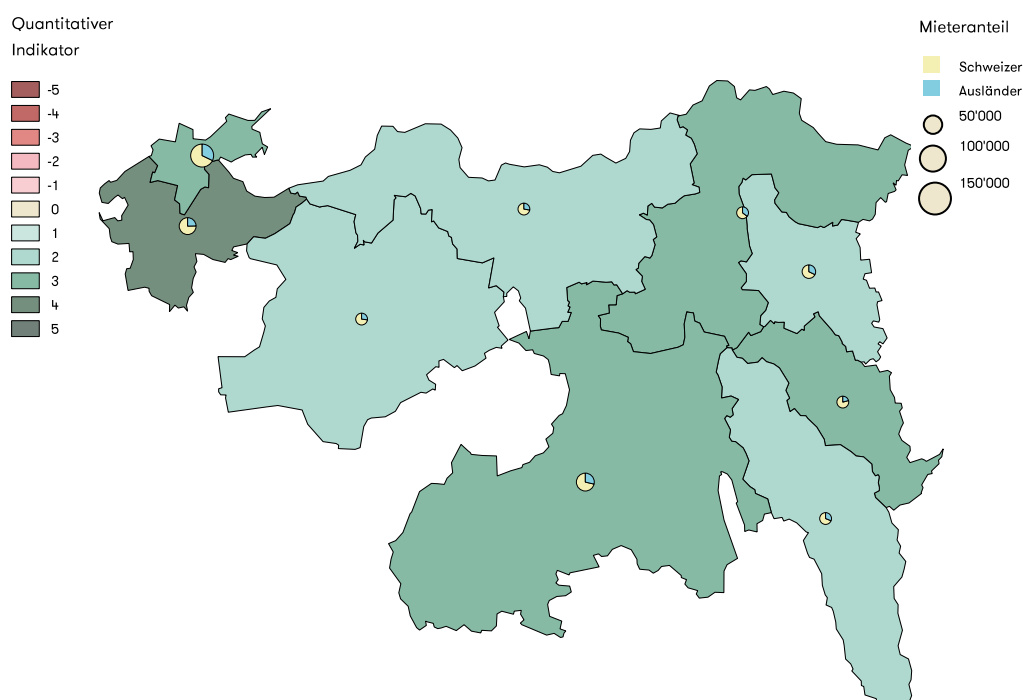 Quantitativer
Indikator
-5
-4
-3
-2
-1
0
1
2
3
4
5
Mieteranteil
Schweizer
Ausländer
50'000
100'000
150'000